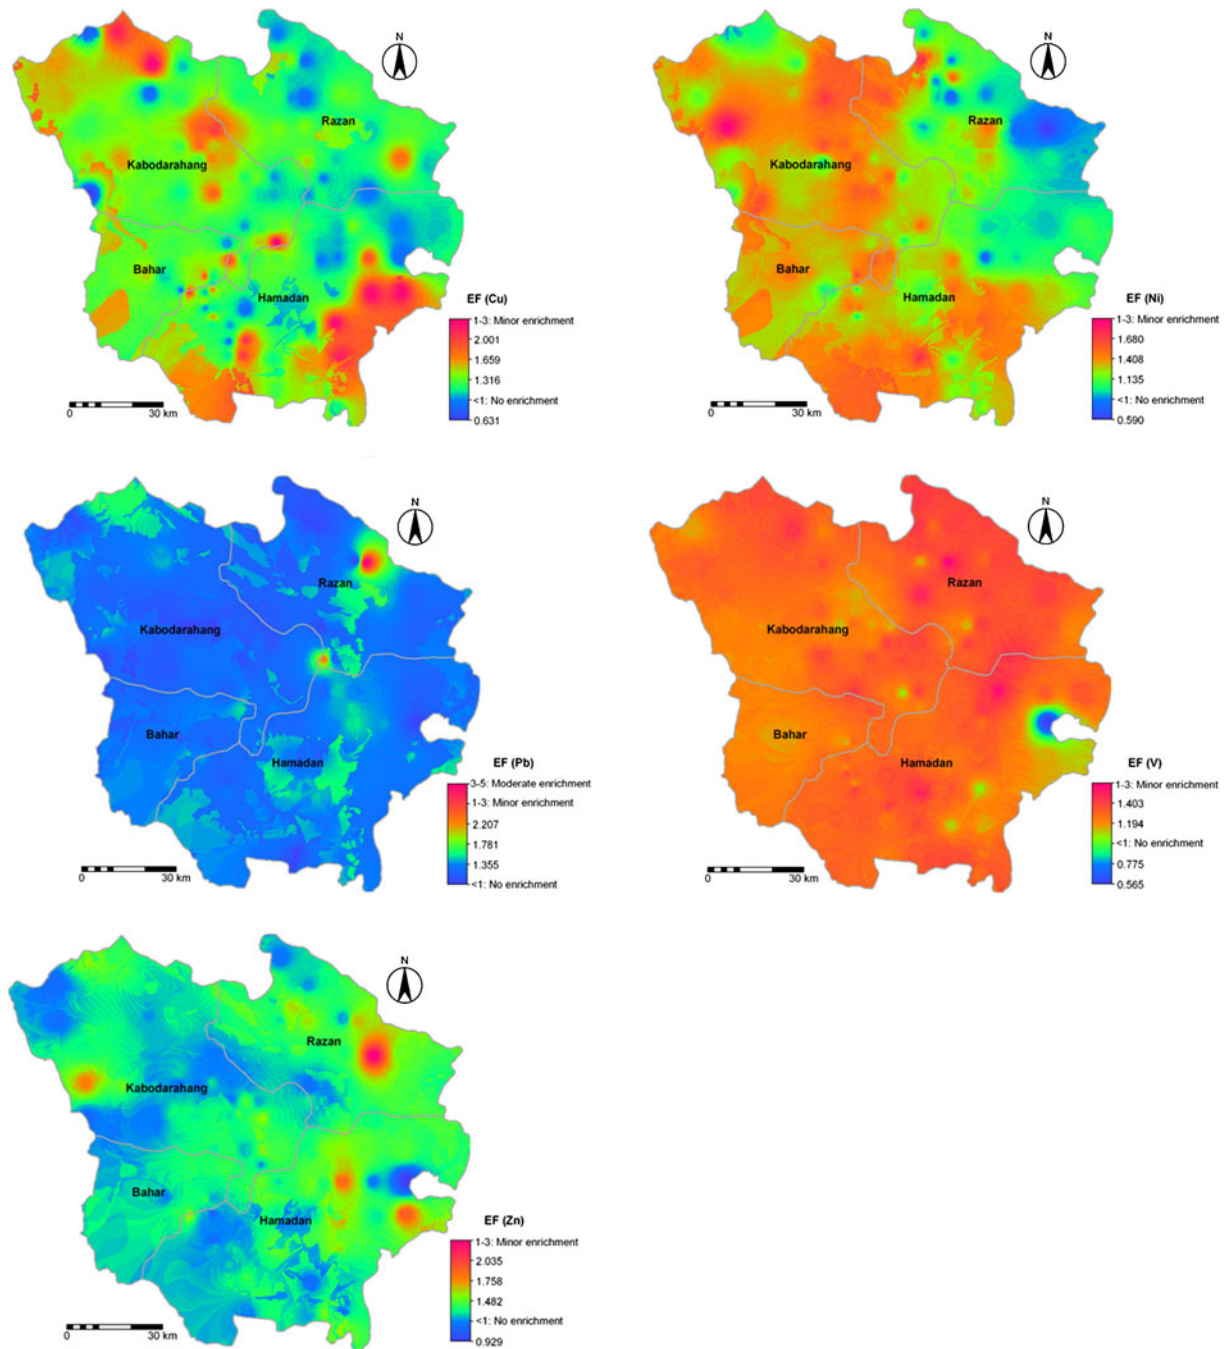 N
Razan
Kabodarahang
Bahar
Hamadan
EF (Cu)
1-3: Minor enrichment
2.001
1.659
1.316
<1: No enrichment
0.631
0 30 km
N
Razan
Kabodarahang
Bahar
Hamadan
EF (Ni)
1-3: Minor enrichment
1.680
1.408
1.135
<1: No enrichment
0.590
0 30 km
N
Razan
Kabodarahang
Bahar
Hamadan
EF (Pb)
3-5: Moderate enrichment
1-3: Minor enrichment
2.207
1.781
1.355
<1: No enrichment
0 30 km
N
Razan
Kabodarahang
Bahar
Hamadan
EF (V)
1-3: Minor enrichment
1.403
1.194
<1: No enrichment
0.775
0.565
0 30 km
N
Razan
Kabodarahang
Bahar
Hamadan
EF (Zn)
1-3: Minor enrichment
2.035
1.758
1.482
<1: No enrichment
0.929
0 30 km